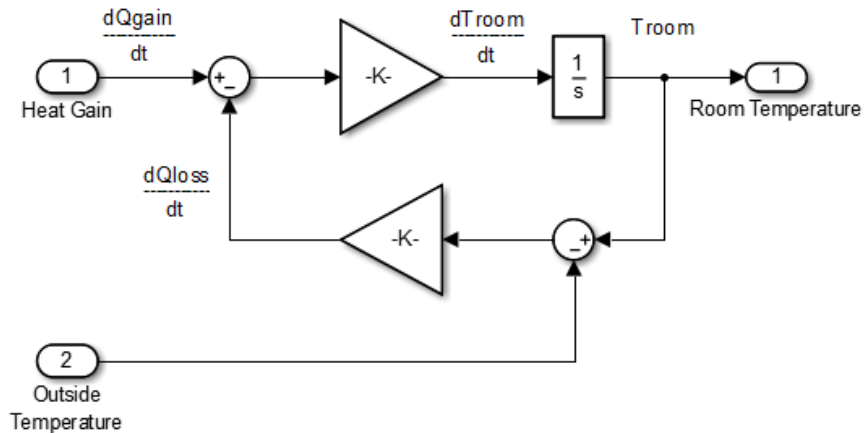 dQgain
dt
1
Heat Gain
+
-
-K-
dTroom
dt
1
s
Troom
1
Room Temperature
dQloss
dt
-K-
-
+
2
Outside
Temperature